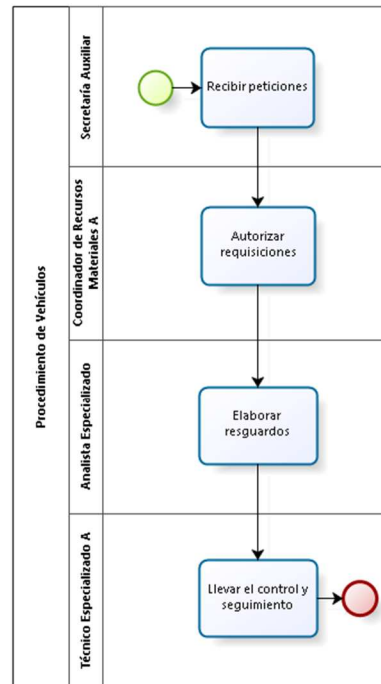 Procedimiento de Vehículos
Secretaría Auxiliar
Recibir peticiones
Coordinador de Recursos
Materiales A
Autorizar
requisiciones
Analista Especializado
Elaborar
resguardos
Técnico Especializado A
Llevar el control y
seguimiento